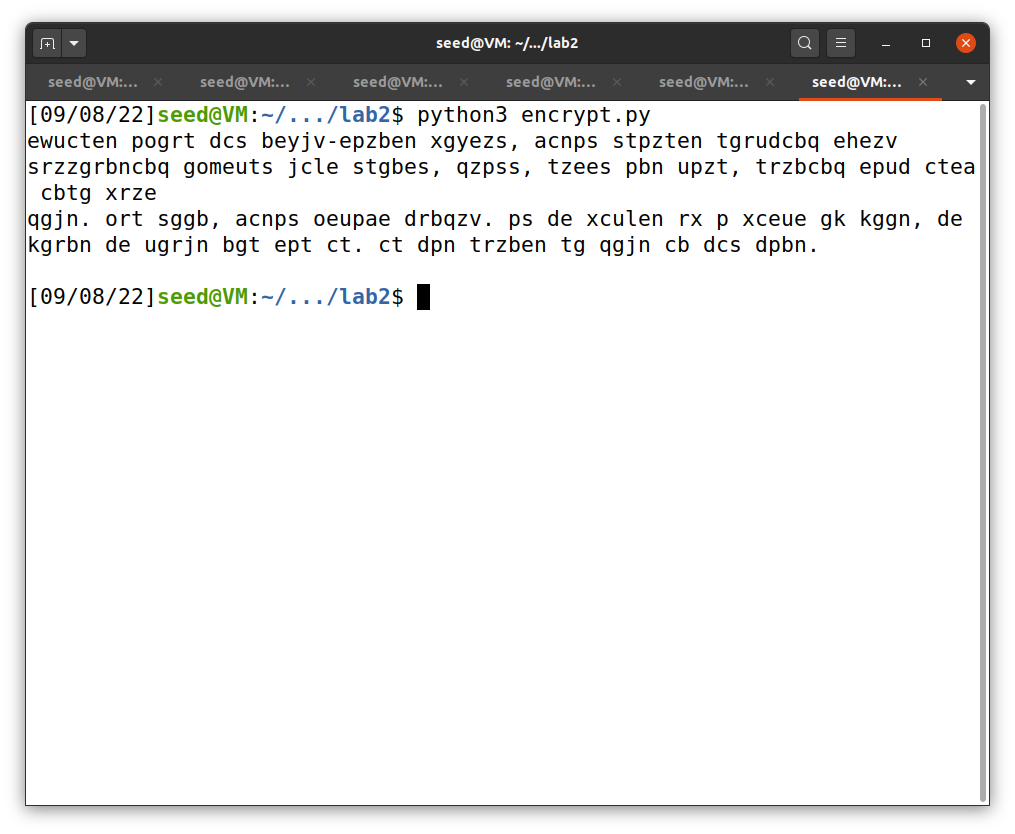 seed@VM: ~/.../lab2
seed@VM:... seed@VM:... seed@VM:... seed@VM:... seed@VM:... seed@VM:...
[09/08/22]seed@VM:~/.../lab2$ python3 encrypt.py
ewucten pogrt dcs beyjv-epzben xgyezs, acnps stpzten tgrudcbq ehezv
srzzgrbncbq gomeuts jcle stgbes, qzpss, tzees pbn upzt, trzbcbq epud ctea
cbtg xrze
qgjn. ort sggb, acnps oeupae drbqzv. ps de xculen rx p xceue gk kggn, de
kgrbn de ugrjn bgt ept ct. ct dpn trzben tg qgjn cb dcs dpbn.
[09/08/22]seed@VM:~/.../lab2$